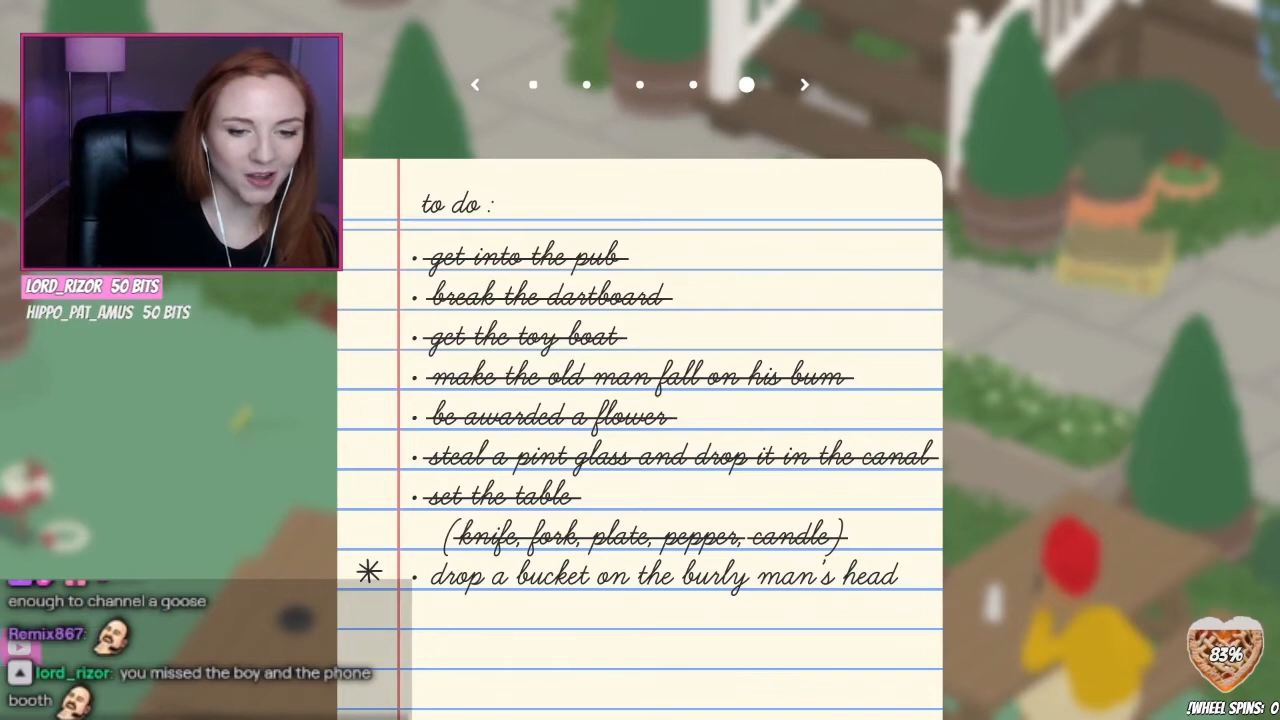 LORD_RIZOR 50 BITS
HIPPO_PAT_AMUS 50 BITS
to do :
• get into the pub
• break the dartboard
• get the toy boat
• make the old man fall on his bum
• be awarded a flower
• steal a pint glass and drop it in the canal
• set the table
(knife, fork, plate, pepper, candle)
• drop a bucket on the burly man's head
enough to channel a goose
Remix867:
lord_rizor: you missed the boy and the phone
booth
83%
!WHEEL SPINS: 0